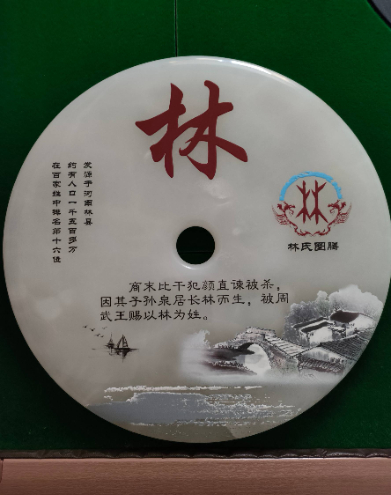 林
发源于河南林县
约有人口一千五百多万
在百家姓中排名第十六位
林氏图腾
商末比干犯颜直谏被杀，
因其子孙泉居长林而生，被周
武王赐以林为姓。